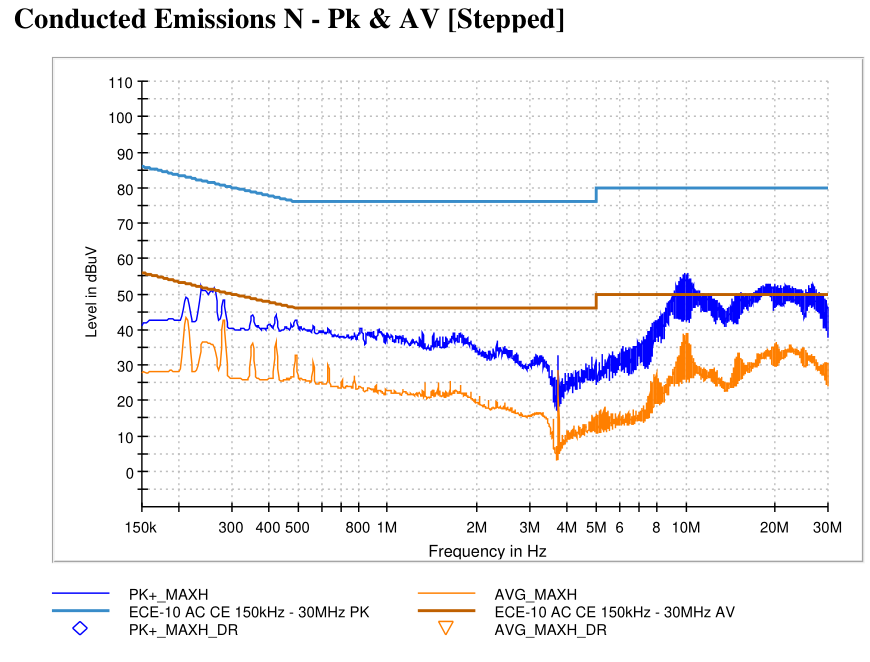 Conducted Emissions N - Pk & AV [Stepped]
110
100
90
80
70
60
50
40
30
20
10
0
Level in dBuV
150k 300 400 500 800 1M 2M 3M 4M 5M 6 8 10M 20M 30M
Frequency in Hz
PK+_MAXH AVG_MAXH
ECE-10 AC CE 150kHz - 30MHz PK ECE-10 AC CE 150kHz - 30MHz AV
PK+_MAXH_DR AVG_MAXH_DR